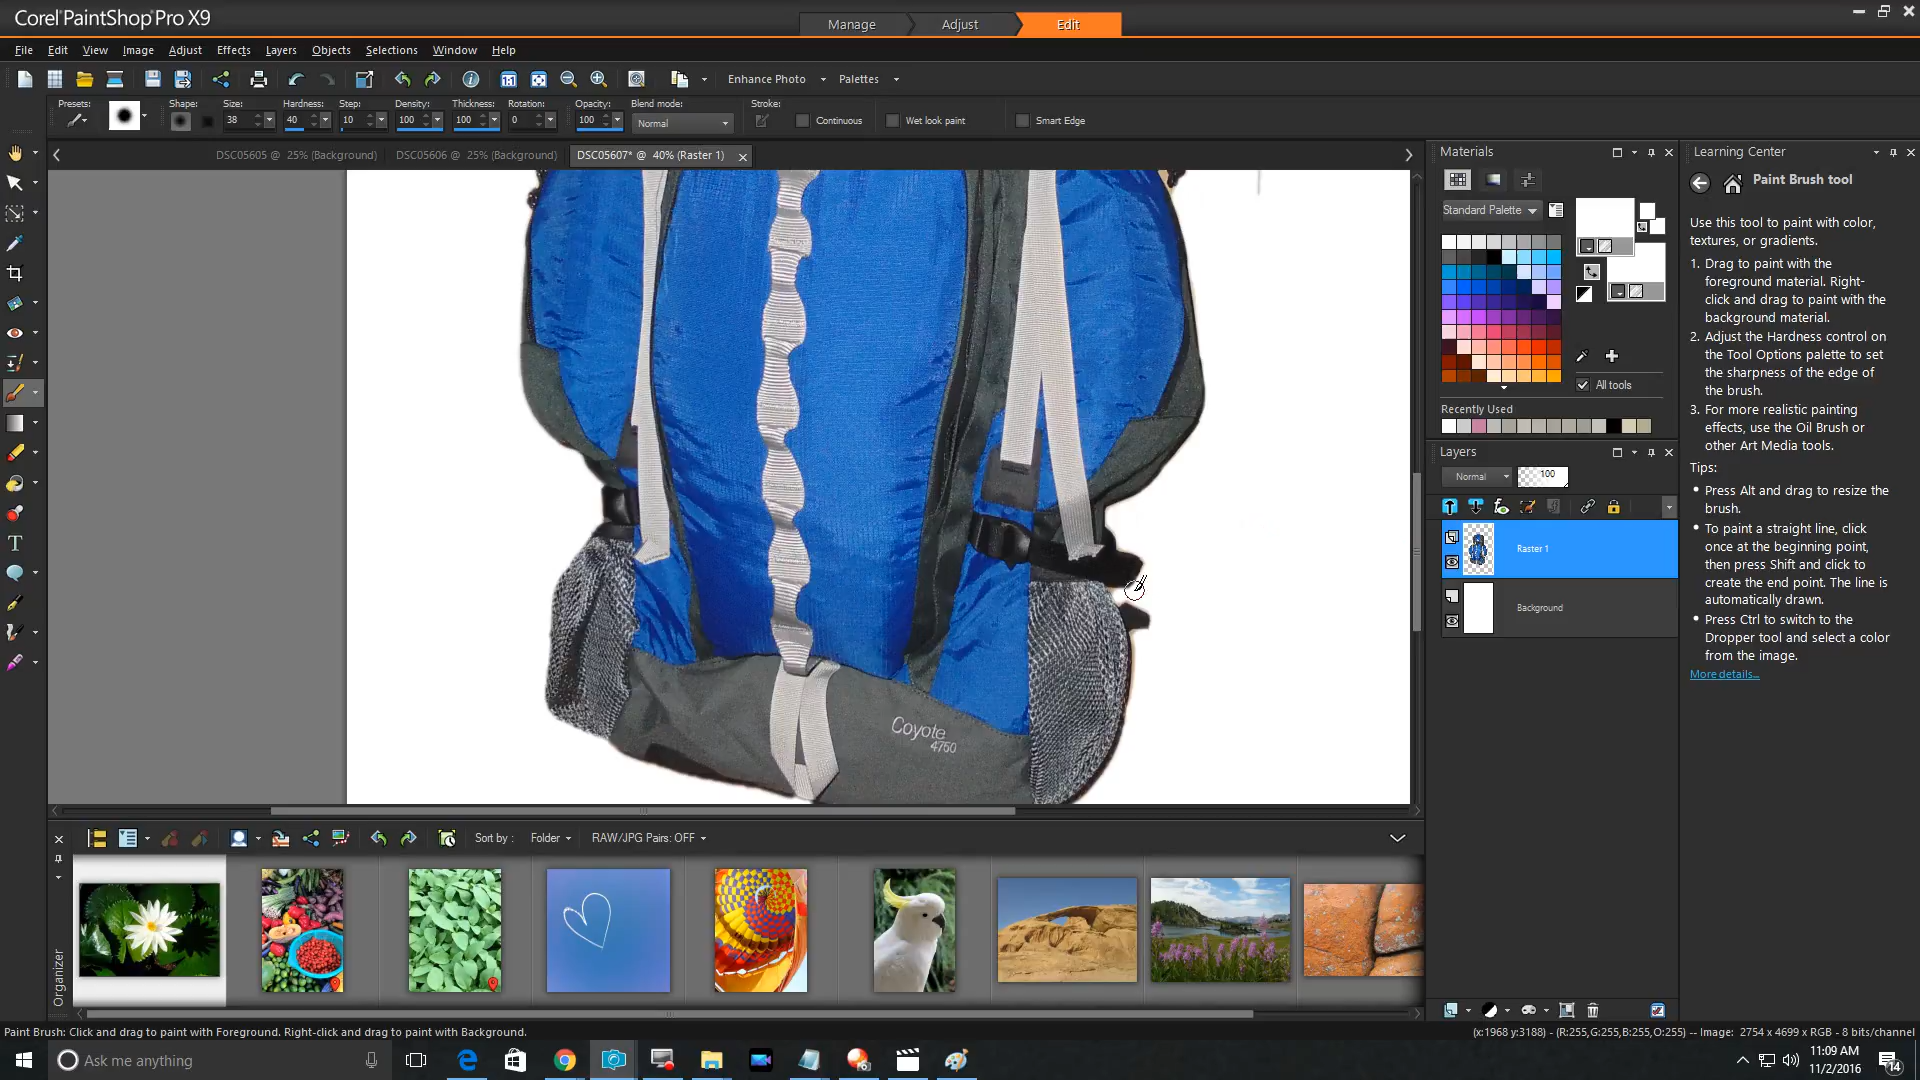 Corel PaintShop Pro X9
Manage
Adjust
Edit
File
Edit
View
Image
Adjust
Effects
Layers
Objects
Selections
Window
Help
Enhance Photo
Palettes
Presets:
Shape:
Size:
Hardness:
Step:
Density:
Thickness:
Rotation:
Opacity:
Blend mode:
Stroke:
38
40
10
100
100
0
100
Normal
Continuous
Wet look paint
Smart Edge
DSC05605 @ 25% (Background)
DSC05606 @ 25% (Background)
DSC05607* @ 40% (Raster 1)
Materials
Standard Palette
All tools
Recently Used
Layers
Normal
100
Raster 1
Background
Learning Center
Paint Brush tool
Use this tool to paint with color,
textures, or gradients.
1. Drag to paint with the
foreground material. Right-
click and drag to paint with the
background material.
2. Adjust the Hardness control on
the Tool Options palette to set
the sharpness of the edge of
the brush.
3. For more realistic painting
effects, use the Oil Brush or
other Art Media tools.
Tips:
• Press Alt and drag to resize the
brush.
• To paint a straight line, click
once at the beginning point,
then press Shift and click to
create the end point. The line is
automatically drawn.
• Press Ctrl to switch to the
Dropper tool and select a color
from the image.
More details...
Coyote
4750
Sort by :
Folder
RAW/JPG Pairs: OFF
Organizer
Paint Brush: Click and drag to paint with Foreground. Right-click and drag to paint with Background.
(x:1968 y:3188) - (R:255,G:255,B:255,O:255) -- Image: 2754 x 4699 x RGB - 8 bits/channel
Ask me anything
11:09 AM
11/2/2016
14